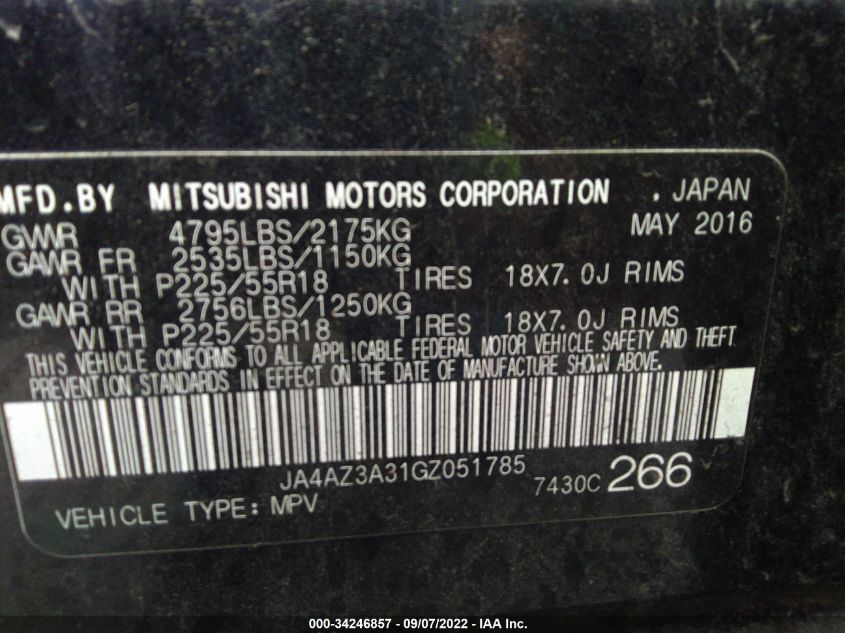 MFD.BY MITSUBISHI MOTORS CORPORATION . JAPAN
GVWR 4795LBS/2175KG MAY 2016
GAWR FR 2535LBS/1150KG
WITH P225/55R18 TIRES 18X7.0J RIMS
GAWR RR 2756LBS/1250KG
WITH P225/55R18 TIRES 18X7.0J RIMS
THIS VEHICLE CONFORMS TO ALL APPLICABLE FEDERAL MOTOR VEHICLE SAFETY AND THEFT
PREVENTION STANDARDS IN EFFECT ON THE DATE OF MANUFACTURE SHOWN ABOVE.
JA4AZ3A31GZ051785
7430C 266
VEHICLE TYPE: MPV
000-34246857 - 09/07/2022 - IAA Inc.